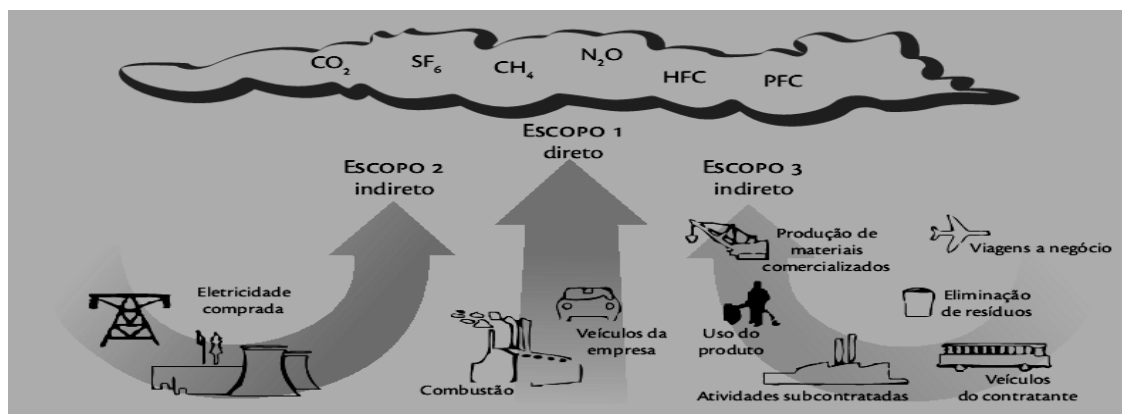 CO₂
SF₆
CH₄
N₂O
HFC
PFC
ESCOPO 1
direto
ESCOPO 2
indireto
ESCOPO 3
indireto
Eletricidade
comprada
Combustão
Veículos da
empresa
Produção de
materiais
comercializados
Viagens a negócio
Uso do
produto
Eliminação
de resíduos
Atividades subcontratadas
Veículos
do contratante